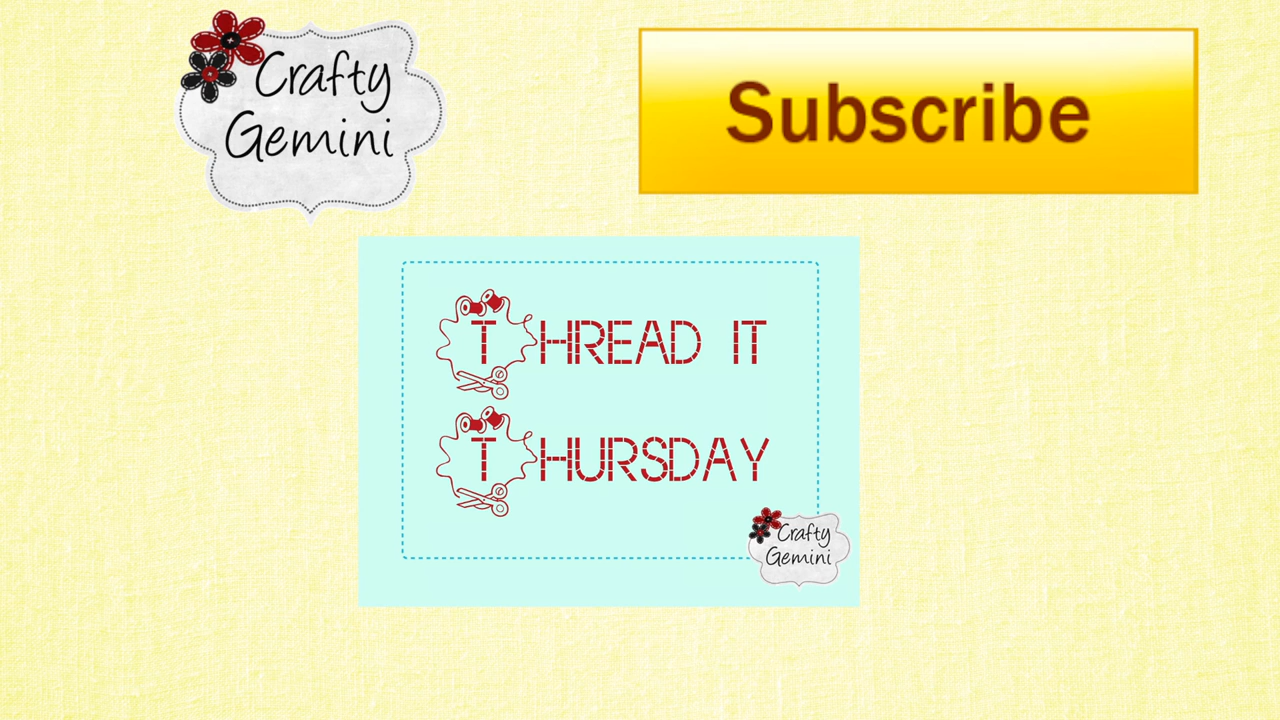 Crafty
Gemini
Subscribe
THREAD IT
THURSDAY
Crafty
Gemini